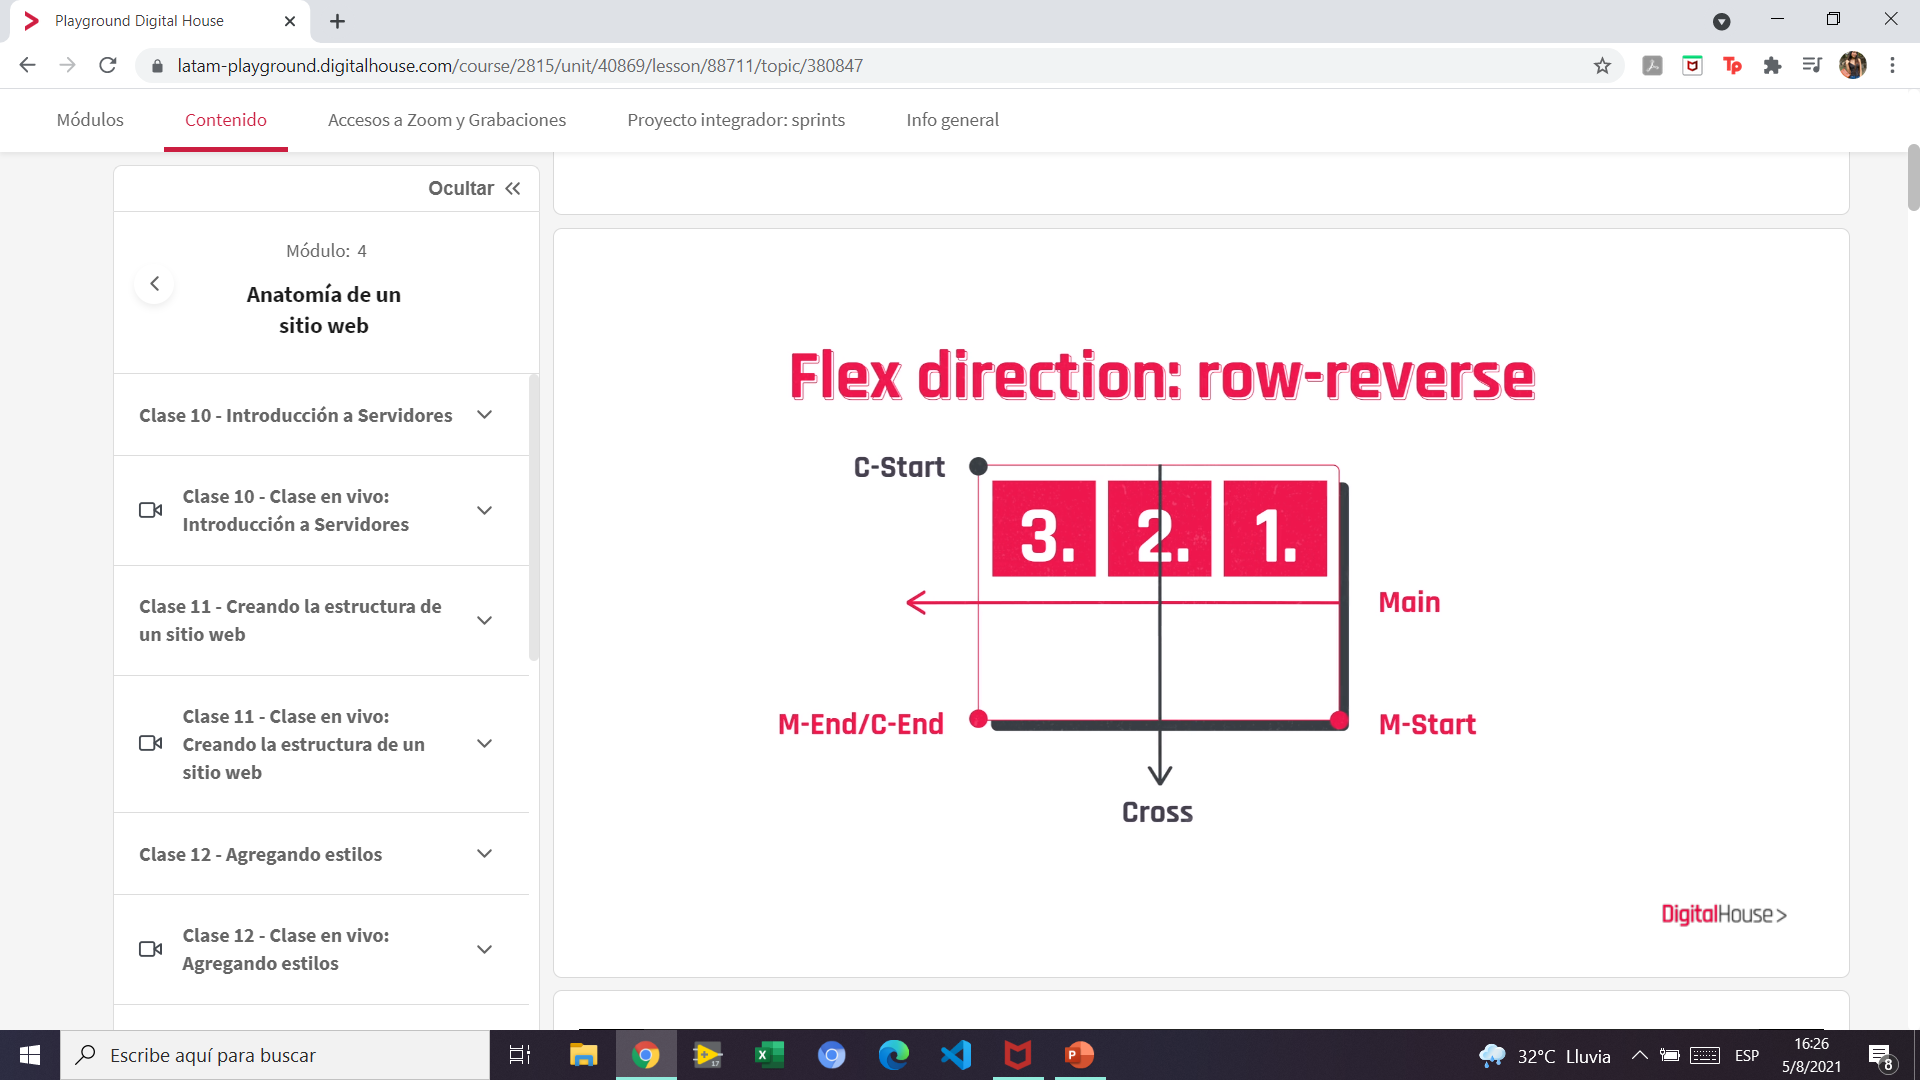 Playground Digital House
latam-playground.digitalhouse.com/course/2815/unit/40869/lesson/88711/topic/380847
Módulos
Contenido
Accesos a Zoom y Grabaciones
Proyecto integrador: sprints
Info general
Ocultar
Módulo: 4
Anatomía de un
sitio web
Clase 10 - Introducción a Servidores
Clase 10 - Clase en vivo:
Introducción a Servidores
Clase 11 - Creando la estructura de
un sitio web
Clase 11 - Clase en vivo:
Creando la estructura de un
sitio web
Clase 12 - Agregando estilos
Clase 12 - Clase en vivo:
Agregando estilos
Flex direction: row-reverse
C-Start
3. 2. 1.
Main
M-End/C-End
M-Start
Cross
DigitalHouse>
Escribe aquí para buscar
32°C Lluvia
ESP
16:26
5/8/2021
8